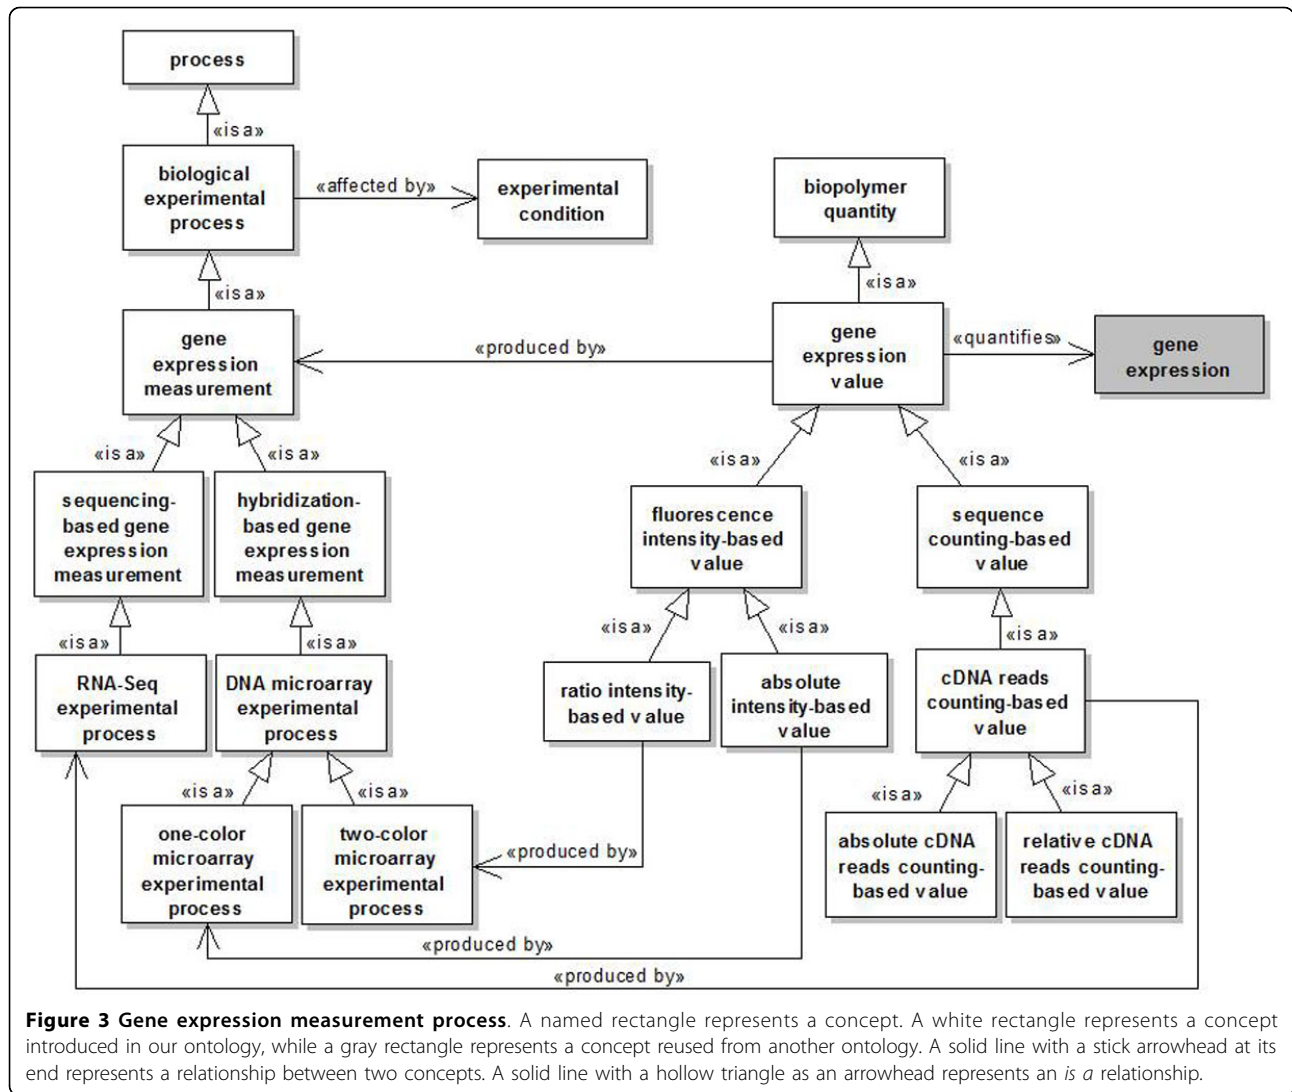 process
«is a»
biological
experimental
process
«affected by»
experimental
condition
biopolymer
quantity
«is a»
«is a»
gene
expression
measurement
«produced by»
gene
expression
value
«quantifies»
gene
expression
«is a»
«is a»
«is a»
«is a»
sequencing-
based gene
expression
measurement
hybridization-
based gene
expression
measurement
fluorescence
intensity-based
value
sequence
counting-based
value
«is a»
«is a»
«is a»
«is a»
«is a»
RNA-Seq
experimental
process
DNA microarray
experimental
process
ratio intensity-
based value
absolute
intensity-based
value
cDNA reads
counting-based
value
«is a»
«is a»
«is a»
«is a»
one-color
microarray
experimental
process
two-color
microarray
experimental
process
«produced by»
absolute cDNA
reads counting-
based value
relative cDNA
reads counting-
based value
«produced by»
«produced by»
Figure 3 Gene expression measurement process. A named rectangle represents a concept. A white rectangle represents a concept
introduced in our ontology, while a gray rectangle represents a concept reused from another ontology. A solid line with a stick arrowhead at its
end represents a relationship between two concepts. A solid line with a hollow triangle as an arrowhead represents an is a relationship.